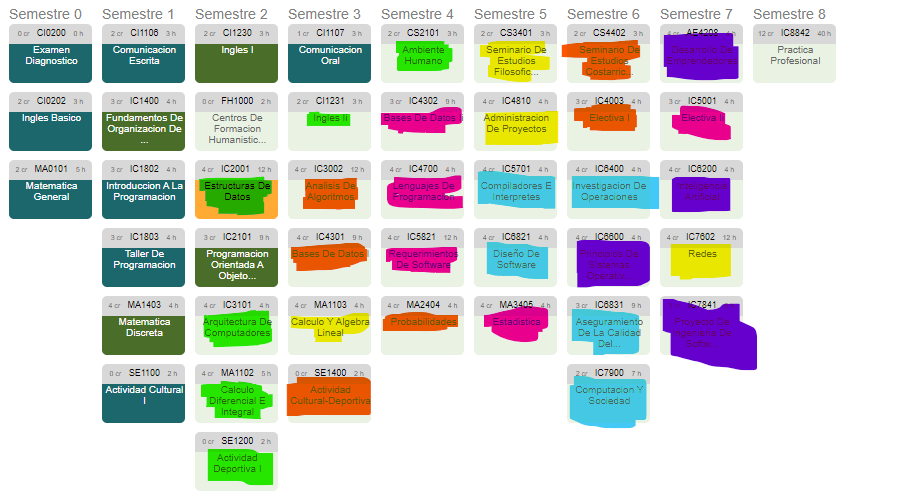 Semestre 0 Semestre 1 Semestre 2 Semestre 3 Semestre 4 Semestre 5 Semestre 6 Semestre 7 Semestre 8
0 cr CI0200 0 h
Examen
Diagnostico
2 cr CI1106 3 h
Comunicacion
Escrita
2 cr CI1230 3 h
Ingles I
1 cr CI1107 3 h
Comunicacion
Oral
2 cr CS2101 3 h
Ambiente
Humano
2 cr CS3401 3 h
Seminario De
Estudios
Filosofic...
2 cr CS4402 3 h
Seminario De
Estudios
Costarric...
4 cr AE4208 4 h
Desarrollo De
Emprendedores
12 cr IC8842 40 h
Practica
Profesional
2 cr CI0202 3 h
Ingles Basico
3 cr IC1400 4 h
Fundamentos De
Organizacion De
...
0 cr FH1000 2 h
Centros De
Formacion
Humanistic...
2 cr CI1231 3 h
Ingles II
3 cr IC4302 9 h
Bases De Datos II
4 cr IC4810 4 h
Administracion
De Proyectos
3 cr IC4003 4 h
Electiva I
3 cr IC5001 4 h
Electiva II
2 cr MA0101 5 h
Matematica
General
3 cr IC1802 4 h
Introduccion A La
Programacion
4 cr IC2001 12 h
Estructuras De
Datos
4 cr IC3002 12 h
Analisis De
Algoritmos
4 cr IC4700 4 h
Lenguajes De
Programacion
4 cr IC5701 4 h
Compiladores E
Interpretes
4 cr IC6400 4 h
Investigacion De
Operaciones
4 cr IC6200 4 h
Inteligencia
Artificial
3 cr IC1803 4 h
Taller De
Programacion
3 cr IC2101 9 h
Programacion
Orientada A
Objeto...
4 cr IC4301 9 h
Bases De Datos I
4 cr IC5821 12 h
Requerimientos
De Software
4 cr IC6821 4 h
Diseño De
Software
4 cr IC6600 4 h
Principios De
Sistemas
Operativ...
4 cr IC7602 12 h
Redes
4 cr MA1403 4 h
Matematica
Discreta
4 cr IC3101 4 h
Arquitectura De
Computadores
4 cr MA1103 4 h
Calculo Y Algebra
Lineal
4 cr MA2404 4 h
Probabilidades
4 cr MA3405 4 h
Estadistica
3 cr IC6831 9 h
Aseguramiento
De La Calidad
Del...
IC7841
Proyecto De
Ingenieria De
Softw...
0 cr SE1100 2 h
Actividad Cultural
I
4 cr MA1102 5 h
Calculo
Diferencial E
Integral
0 cr SE1400 2 h
Actividad
Cultural-Deportiva
2 cr IC7900 7 h
Computacion Y
Sociedad
0 cr SE1200 2 h
Actividad
Deportiva I